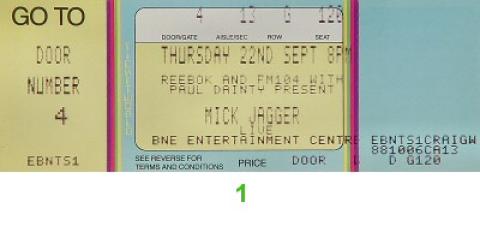 GO TO
DOOR
NUMBER
4
EBNTS1
4 13 G 120
DOOR/GATE AISLE/SEC ROW SEAT
THURSDAY 22ND SEPT 8PM
REEBOK AND FM104 WITH
PAUL DAINTY PRESENT
MICK JAGGER
LIVE
BNE ENTERTAINMENT CENTRE EBNTS1CRAIGW
881006CA13
SEE REVERSE FOR
TERMS AND CONDITIONS PRICE DOOR D G120
1